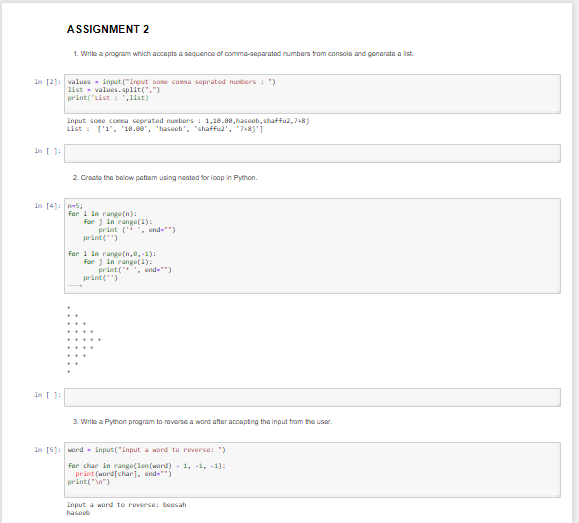 ASSIGNMENT 2
1. Write a program which accepts a sequence of comma-separated numbers from console and generate a list.
In [2]: values = input("Input some comma seprated numbers : ")
list = values.split(",")
print('List : ',list)
Input some comma seprated numbers : 1,10.00,haseeb,shaffu2,7+8j
List :  ['1', '10.00', 'haseeb', 'shaffu2', '7+8j']
In [ ]:
2. Create the below pattern using nested for loop in Python.
In [4]: n=5;
for i in range(n):
for j in range(i):
print ('* ', end="")
print('')
for i in range(n,0,-1):
for j in range(i):
print('* ', end="")
print('')
*
* *
* * *
* * * *
* * * * *
* * * *
* * *
* *
*
In [ ]:
3. Write a Python program to reverse a word after accepting the input from the user.
In [5]: word = input("Input a word to reverse: ")
for char in range(len(word) - 1, -1, -1):
print(word[char], end="")
print("\n")
Input a word to reverse: beesah
haseeb